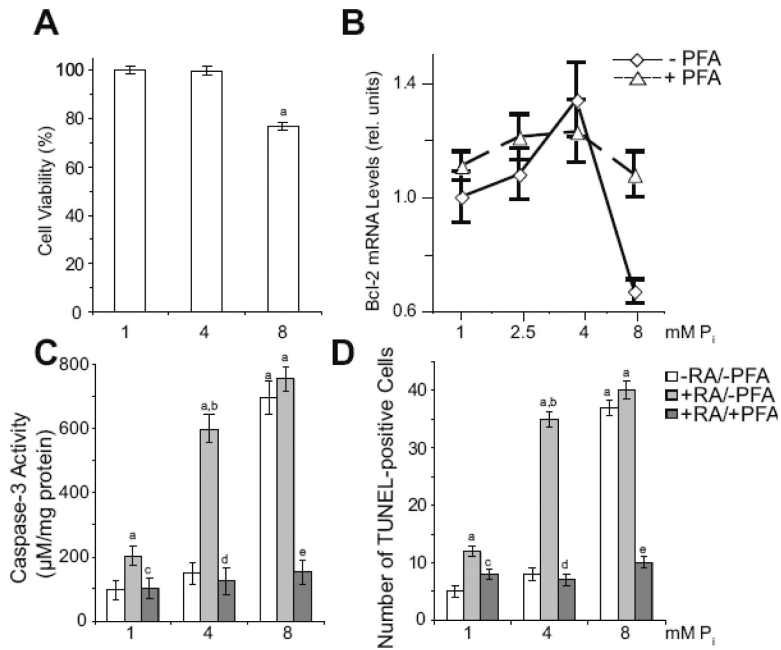 A
Cell Viability (%)
100
80
60
40
20
0
a
1 4 8
B
- PFA
+ PFA
Bcl-2 mRNA Levels (rel. units)
1.4
1.0
0.6
1 2.5 4 8 mM Pi
C
Caspase-3 Activity
(µM/mg protein)
800
600
400
200
0
a
c
a,b
d
a
a
e
1 4 8
D
-RA/-PFA
+RA/-PFA
+RA/+PFA
Number of TUNEL-positive Cells
40
30
20
10
0
a
c
a,b
d
a
a
e
1 4 8 mM Pi